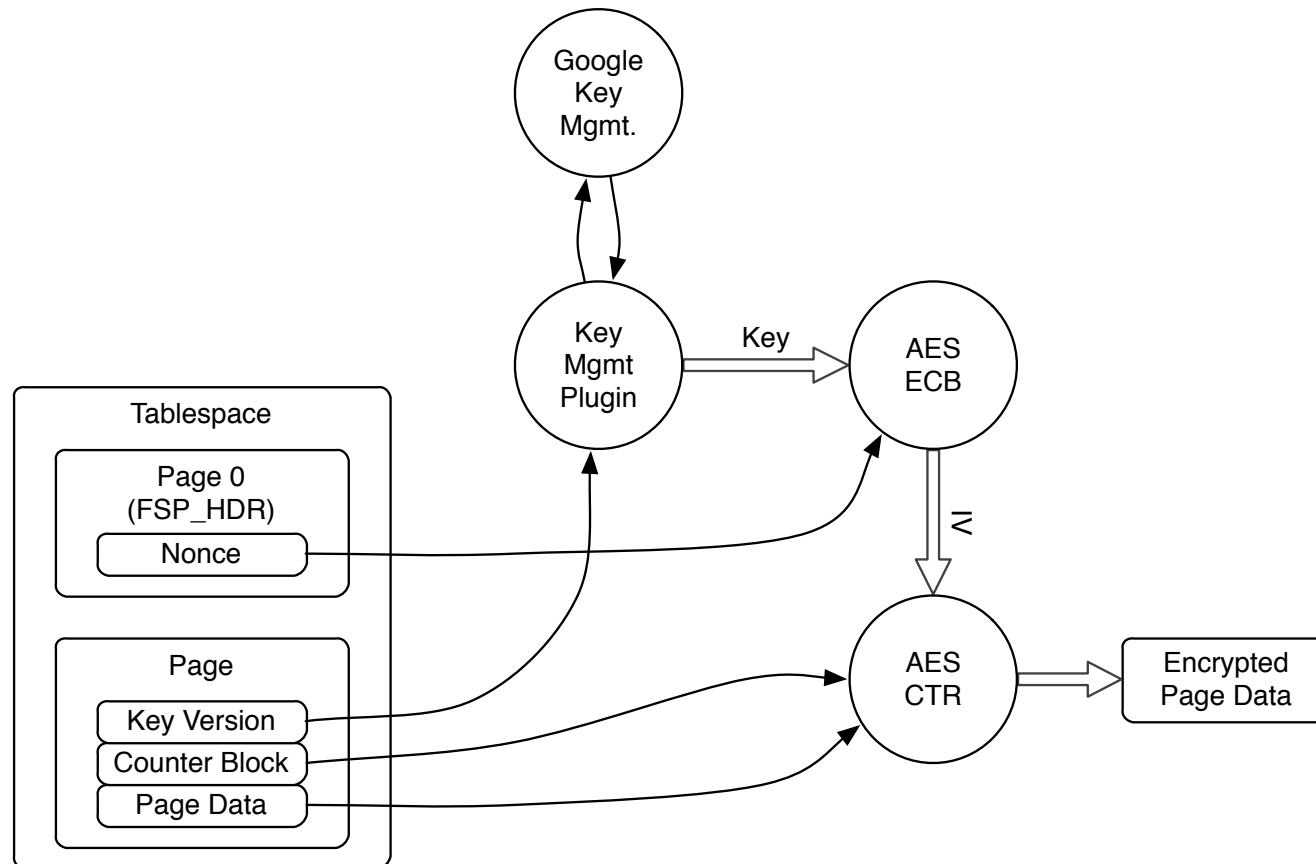 Google
Key
Mgmt.
Key
Mgmt
Plugin
Key
AES
ECB
Tablespace
Page 0
(FSP_HDR)
Nonce
IV
Page
Key Version
Counter Block
Page Data
AES
CTR
Encrypted
Page Data